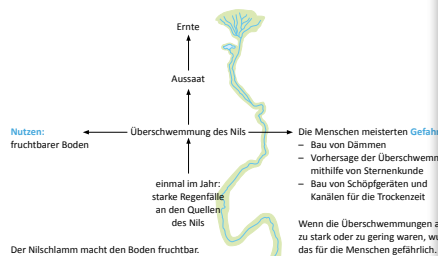 Ernte
Aussaat
Nutzen:
fruchtbarer Boden
Überschwemmung des Nils
Die Menschen meisterten
– Bau von Dämmen
– Vorhersage der
mithilfe von Sternenkunde
– Bau von Schöpfgeräten und
Kanälen für die Trockenzeit
einmal im Jahr:
starke Regenfälle
an den Quellen
des Nils
Wenn die Überschwemmungen
zu stark oder zu gering waren,
das für die Menschen gefährlich.
Der Nilschlamm macht den Boden fruchtbar.